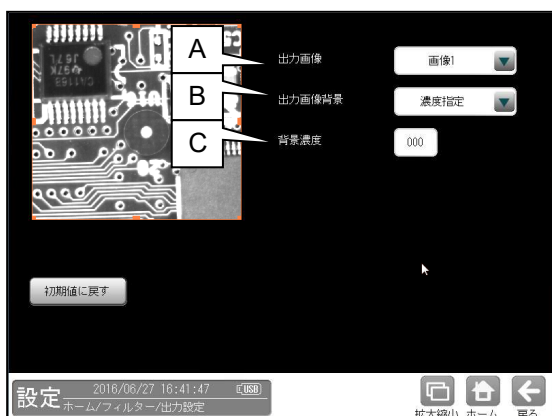 A
出力画像
画像1
B
出力画像背景
濃度指定
C
背景濃度
000
初期値に戻す
設定
2016/06/27 16:41:47
USB
ホーム/フィルター/出力設定
拡大縮小
ホーム
戻る